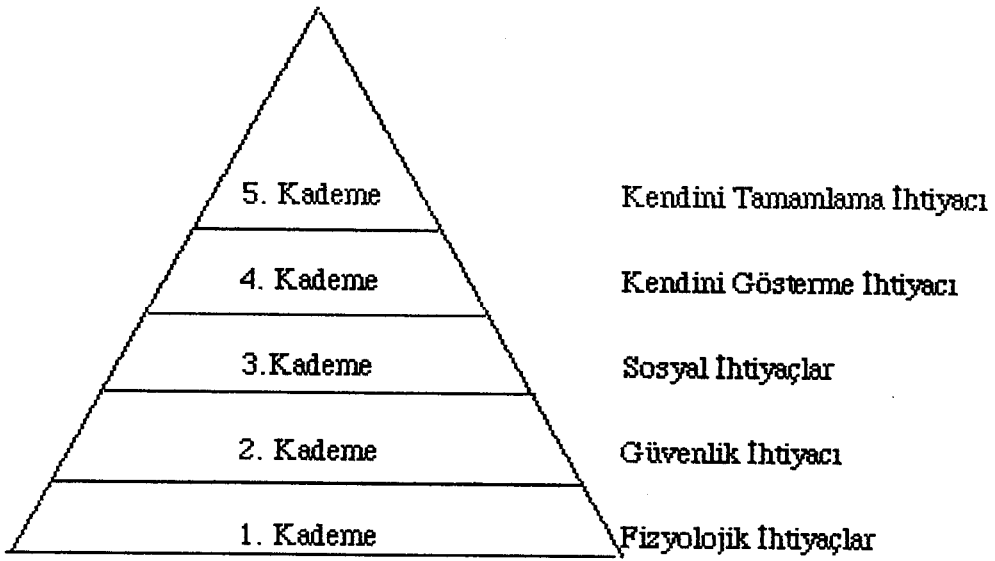 5. Kademe Kendini Tamamlama İhtiyacı
4. Kademe Kendini Gösterme İhtiyacı
3.Kademe Sosyal İhtiyaçlar
2. Kademe Güvenlik İhtiyacı
1. Kademe Fizyolojik İhtiyaçlar